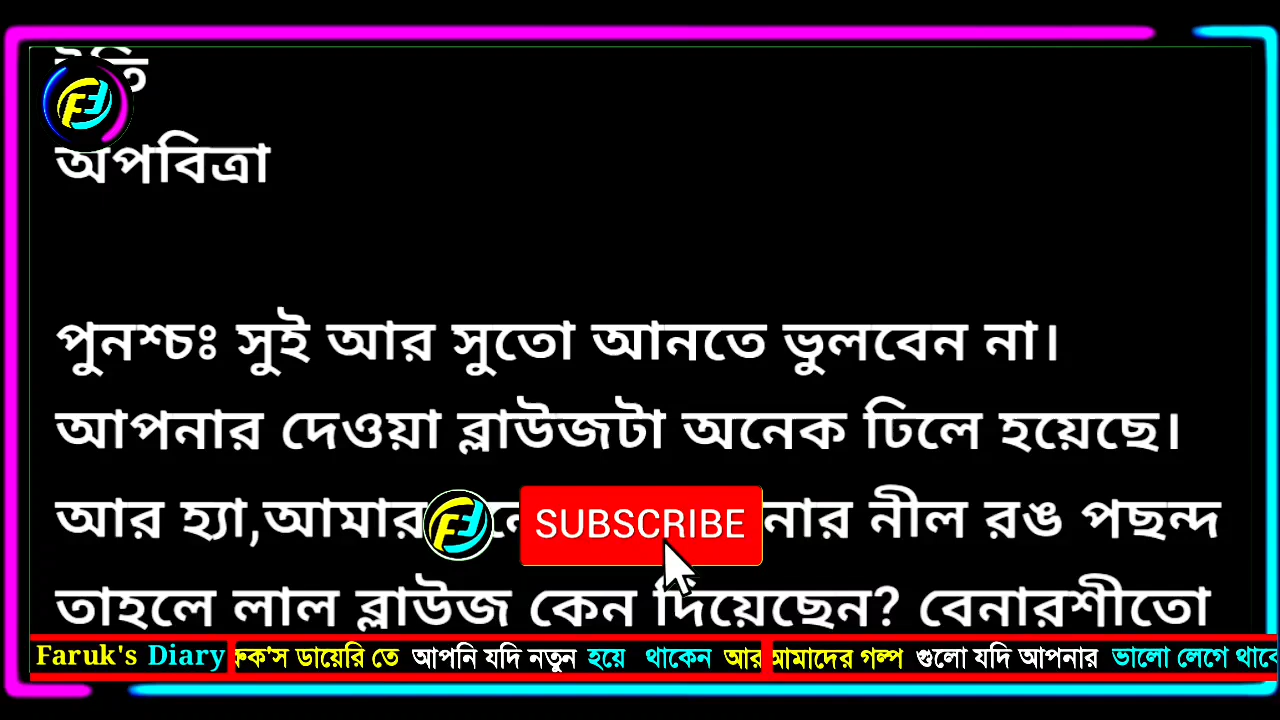 অপবিত্রা
পুনশ্চঃ সুই আর সুতো আনতে ভুলবেন না।
আপনার দেওয়া ব্লাউজটা অনেক ঢিলে হয়েছে।
আর হ্যা,আমার নীল রঙ পছন্দ
SUBSCRIBE
তাহলে লাল ব্লাউজ কেন দিয়েছেন? বেনারশীতো
Faruk's Diary ডায়েরি তে আপনি যদি নতুন হয়ে থাকেন আর আমাদের গল্প গুলো যদি আপনার ভালো লেগে